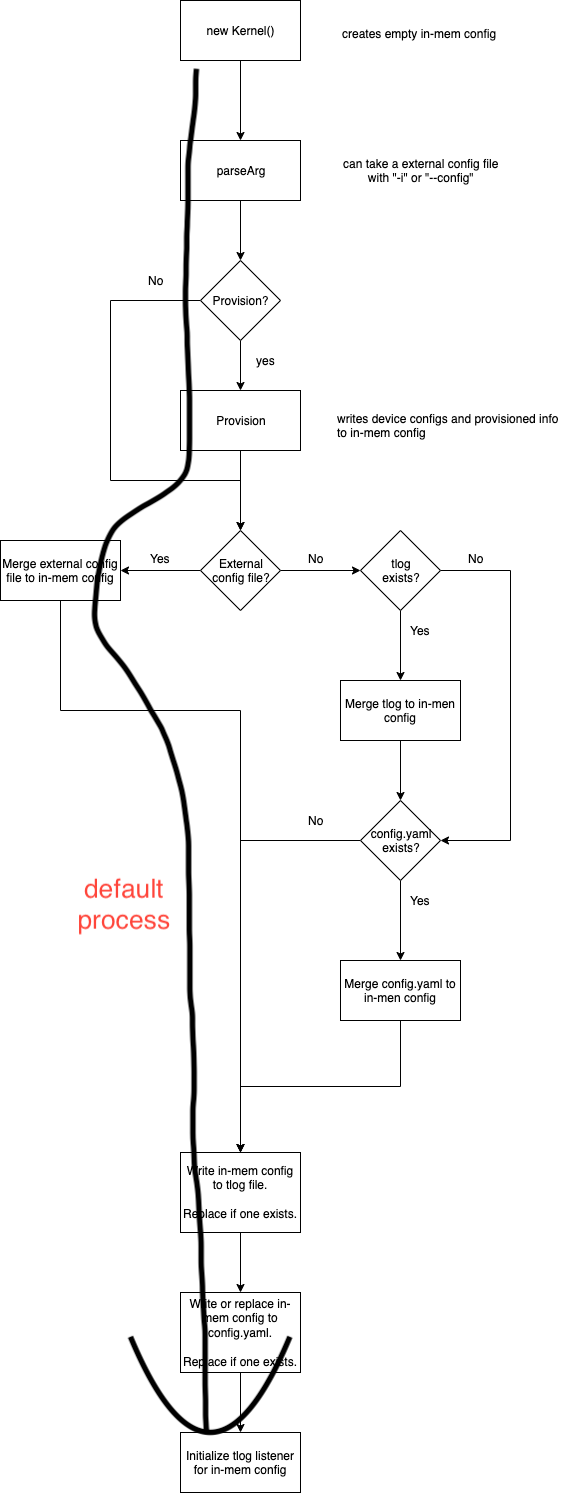 new Kernel()
creates empty in-mem config
parseArg
can take a external config file
with "-i" or "--config"
No
Provision?
yes
Provision
writes device configs and provisioned info
to in-mem config
Merge external config
file to in-mem config
Yes
External
config file?
No
tlog
exists?
No
Yes
Merge tlog to in-men
config
No
config.yaml
exists?
default
process
Yes
Merge config.yaml to
in-men config
Write in-mem config
to tlog file.
Replace if one exists.
Write or replace in-
mem config to
config.yaml.
Replace if one exists.
Initialize tlog listener
for in-mem config